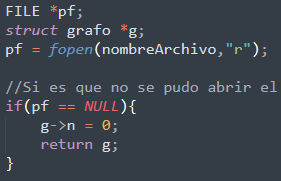 FILE *pf;
struct grafo *g;
pf = fopen(nombreArchivo,"r");
//Si es que no se pudo abrir el
if(pf == NULL){
g->n = 0;
return g;
}